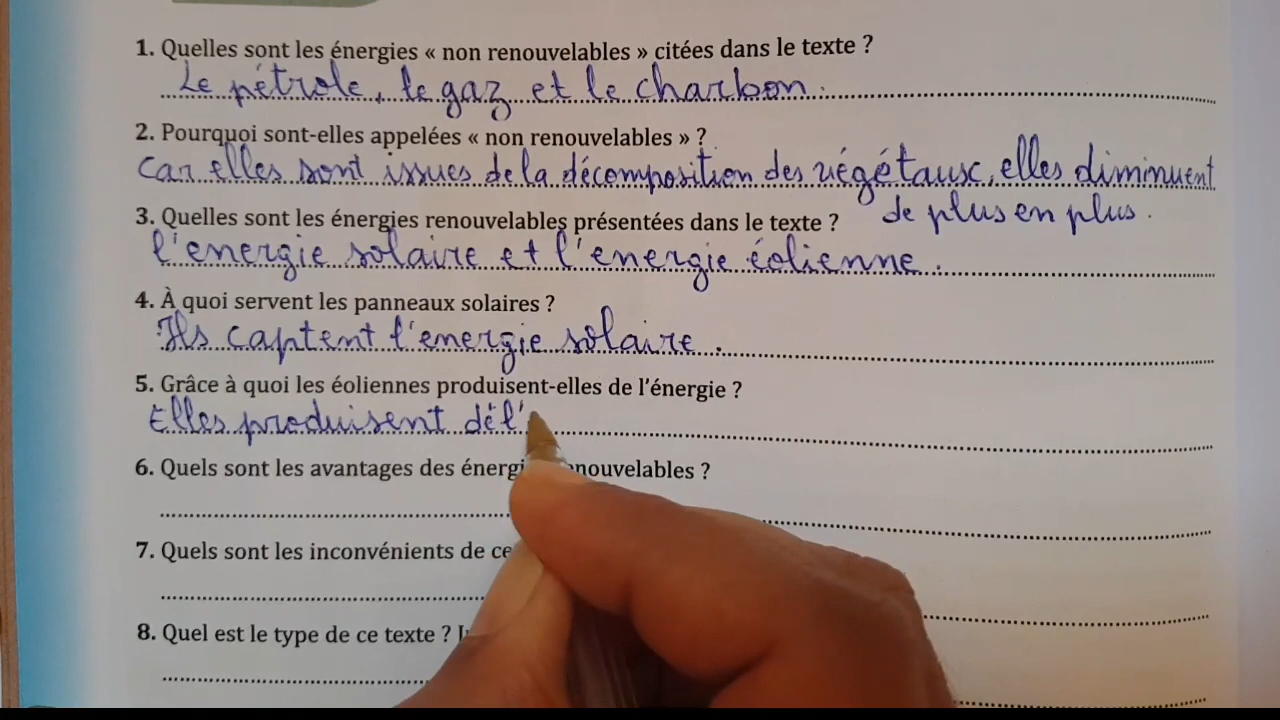 1. Quelles sont les énergies « non renouvelables » citées dans le texte ?
Le pétrole, le gaz et le charbon.
2. Pourquoi sont-elles appelées « non renouvelables » ?
Car elles sont issues de la décomposition des végétaux, elles diminuent
de plus en plus.
3. Quelles sont les énergies renouvelables présentées dans le texte ?
l'energie solaire et l'energie éolienne.
4. À quoi servent les panneaux solaires ?
Ils captent l'energie solaire.
5. Grâce à quoi les éoliennes produisent-elles de l'énergie ?
Elles produisent de l'
6. Quels sont les avantages des énergi nouvelables ?
7. Quels sont les inconvénients de ce
8. Quel est le type de ce texte ?